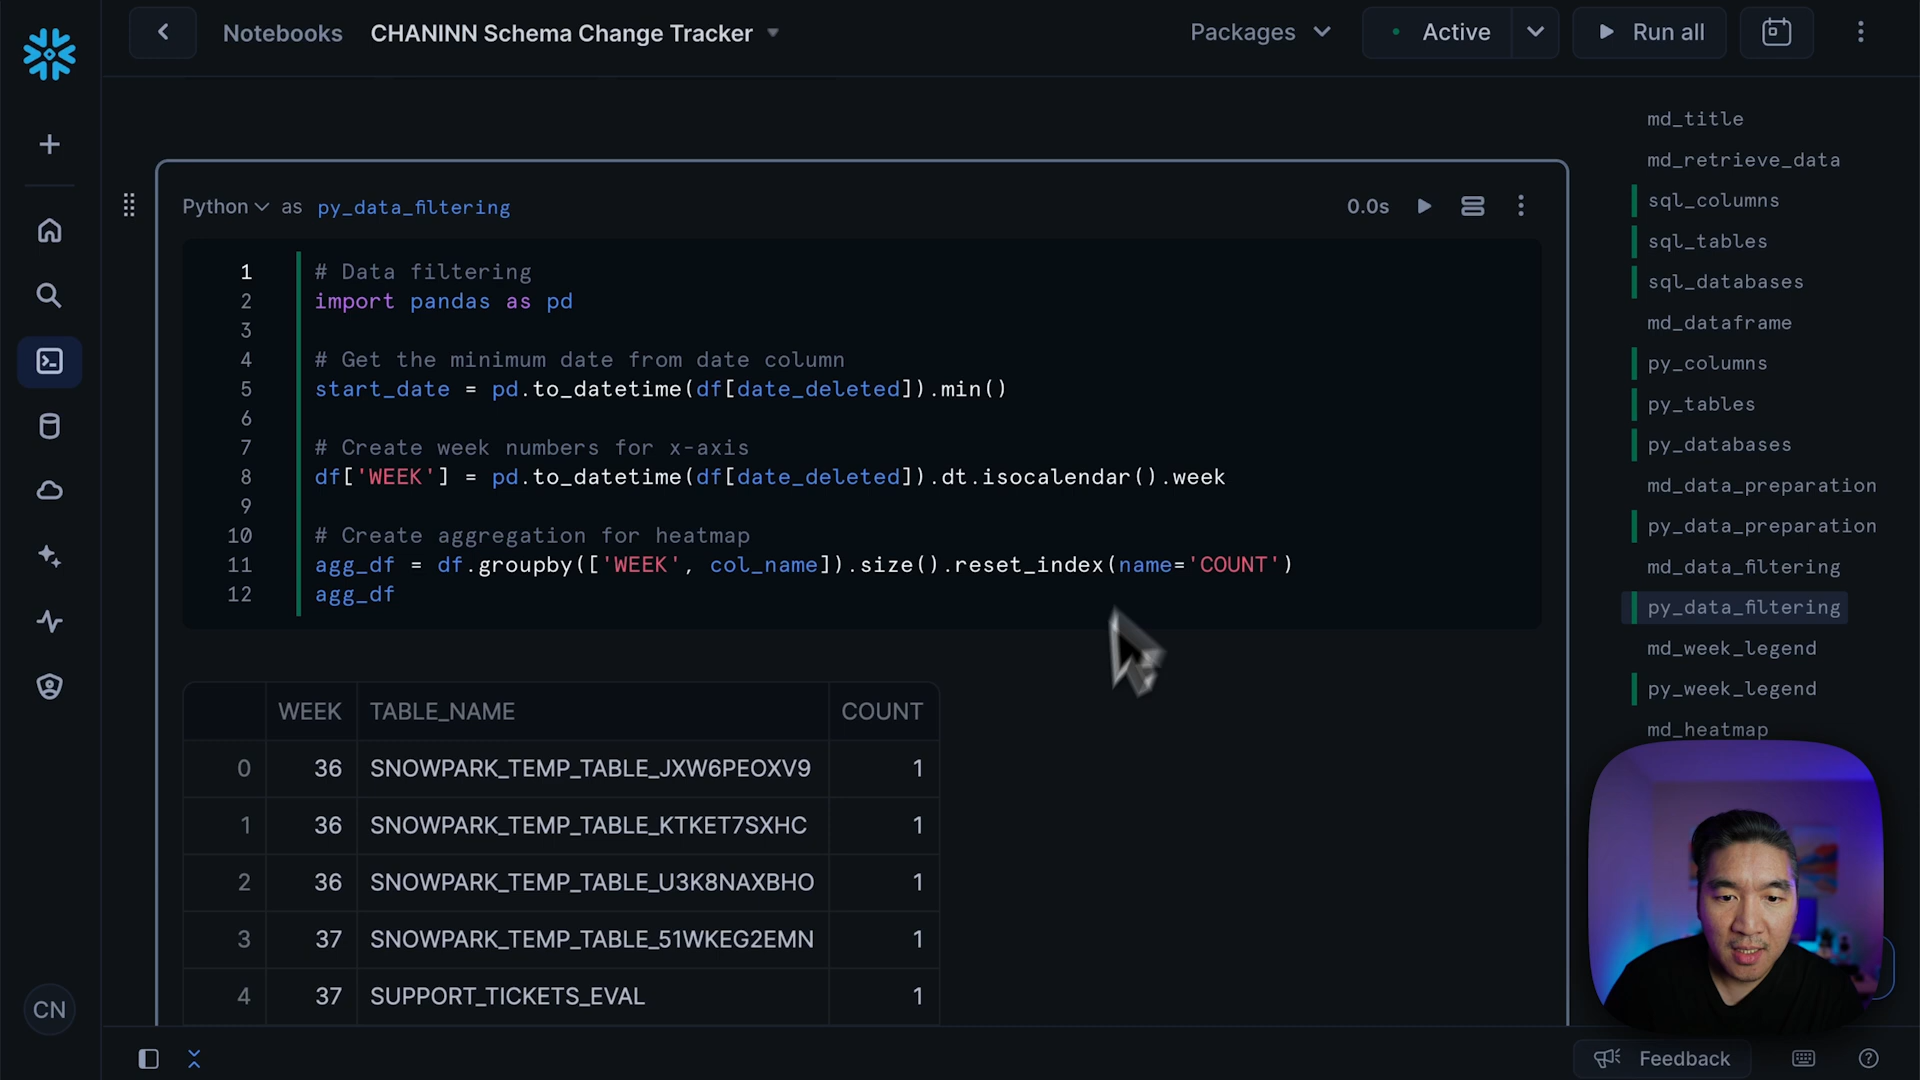 Notebooks
CHANINN Schema Change Tracker
Packages
Active
Run all
Python as py_data_filtering
0.0s
1 # Data filtering
2 import pandas as pd
3
4 # Get the minimum date from date column
5 start_date = pd.to_datetime(df[date_deleted]).min()
6
7 # Create week numbers for x-axis
8 df['WEEK'] = pd.to_datetime(df[date_deleted]).dt.isocalendar().week
9
10 # Create aggregation for heatmap
11 agg_df = df.groupby(['WEEK', col_name]).size().reset_index(name='COUNT')
12 agg_df
WEEK TABLE_NAME COUNT
0 36 SNOWPARK_TEMP_TABLE_JXW6PEOXV9 1
1 36 SNOWPARK_TEMP_TABLE_KTKET7SXHC 1
2 36 SNOWPARK_TEMP_TABLE_U3K8NAXBHO 1
3 37 SNOWPARK_TEMP_TABLE_51WKEG2EMN 1
4 37 SUPPORT_TICKETS_EVAL 1
md_title
md_retrieve_data
sql_columns
sql_tables
sql_databases
md_dataframe
py_columns
py_tables
py_databases
md_data_preparation
py_data_preparation
md_data_filtering
py_data_filtering
md_week_legend
py_week_legend
md_heatmap
CN
Feedback